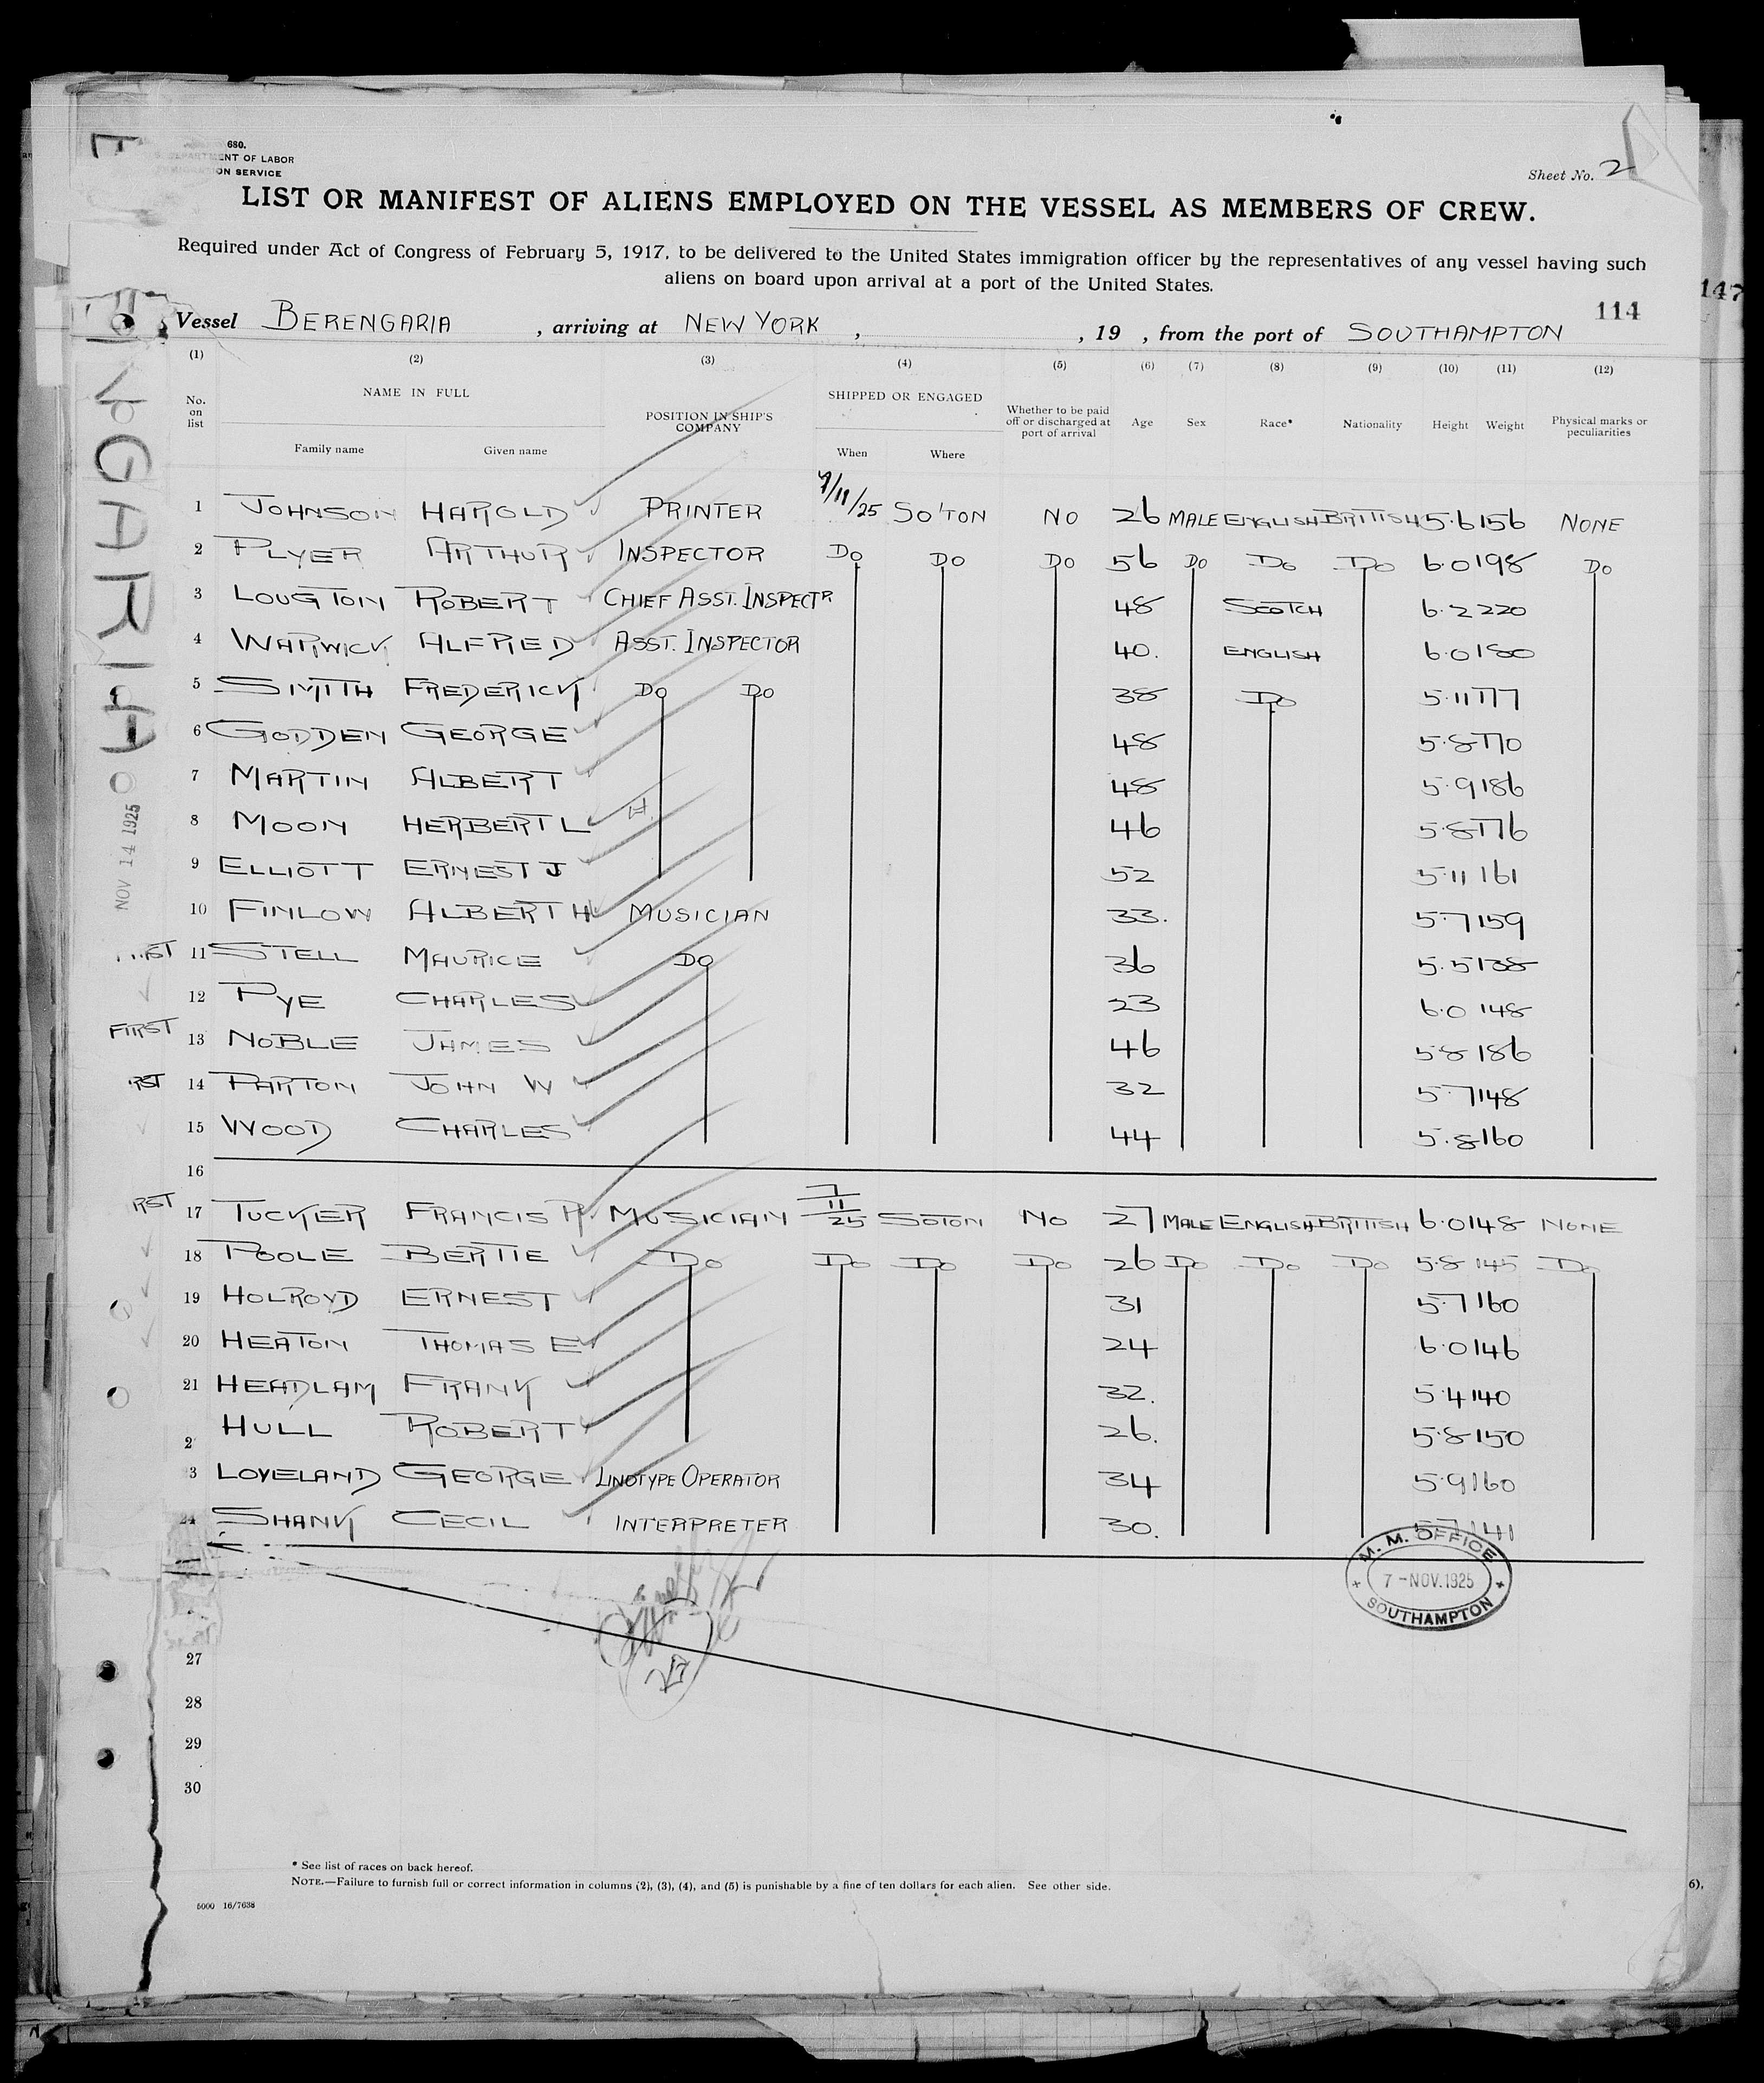 680.
ENT OF LABOR
ON SERVICE
Sheet No. 2
LIST OR MANIFEST OF ALIENS EMPLOYED ON THE VESSEL AS MEMBERS OF CREW.
Required under Act of Congress of February 5, 1917, to be delivered to the United States immigration officer by the representatives of any vessel having such
aliens on board upon arrival at a port of the United States.
147
114
Vessel BERENGARIA , arriving at NEW YORK , , 19 , from the port of SOUTHAMPTON
(1) (2) (3) (4) (5) (6) (7) (8) (9) (10) (11) (12)
No. on list NAME IN FULL Family name Given name POSITION IN SHIP'S COMPANY SHIPPED OR ENGAGED When Where Whether to be paid off or discharged at port of arrival Age Sex Race* Nationality Height Weight Physical marks or peculiarities
1 JOHNSON HAROLD PRINTER 7/11/25 SO'TON NO 26 MALE ENGLISH BRITISH 5.6 156 NONE
2 PLYER ARTHUR INSPECTOR DO DO DO 56 DO DO DO 6.0 198 DO
3 LOUGTON ROBERT CHIEF ASST. INSPECTR 48 SCOTCH 6.2 220
4 WARWICK ALFRED ASST. INSPECTOR 40. ENGLISH 6.0 180
5 SMITH FREDERICK DO DO 38 DO 5.11 177
6 GODDEN GEORGE 48 5.8 170
7 MARTIN ALBERT 48 5.9 186
8 MOON HERBERT L 46 5.8 176
9 ELLIOTT ERNEST J 52 5.11 161
10 FINLOW ALBERT H MUSICIAN 33. 5.7 159
11 STELL MAURICE DO 36 5.5 138
12 PYE CHARLES 23 6.0 148
FIRST 13 NOBLE JAMES 46 5.8 186
RST 14 PARTON JOHN W 32 5.7 148
15 WOOD CHARLES 44 5.8 160
16
RST 17 TUCKER FRANCIS R. MUSICIAN 7/11/25 SOTON NO 27 MALE ENGLISH BRITISH 6.0 148 NONE
18 POOLE BERTIE DO DO DO DO 26 DO DO DO 5.8 145 DO
19 HOLROYD ERNEST 31 5.7 160
20 HEATON THOMAS E 24 6.0 146
21 HEADLAM FRANK 32. 5.4 140
2 HULL ROBERT 26. 5.8 150
3 LOVELAND GEORGE LINOTYPE OPERATOR 34 5.9 160
24 SHANK CECIL INTERPRETER 30. 5.7 141
M. M. OFFICE
7-NOV.1925
SOUTHAMPTON
27
28
29
30
NOV 14 1925
* See list of races on back hereof.
NOTE.—Failure to furnish full or correct information in columns (2), (3), (4), and (5) is punishable by a fine of ten dollars for each alien. See other side.
5000 16/7638